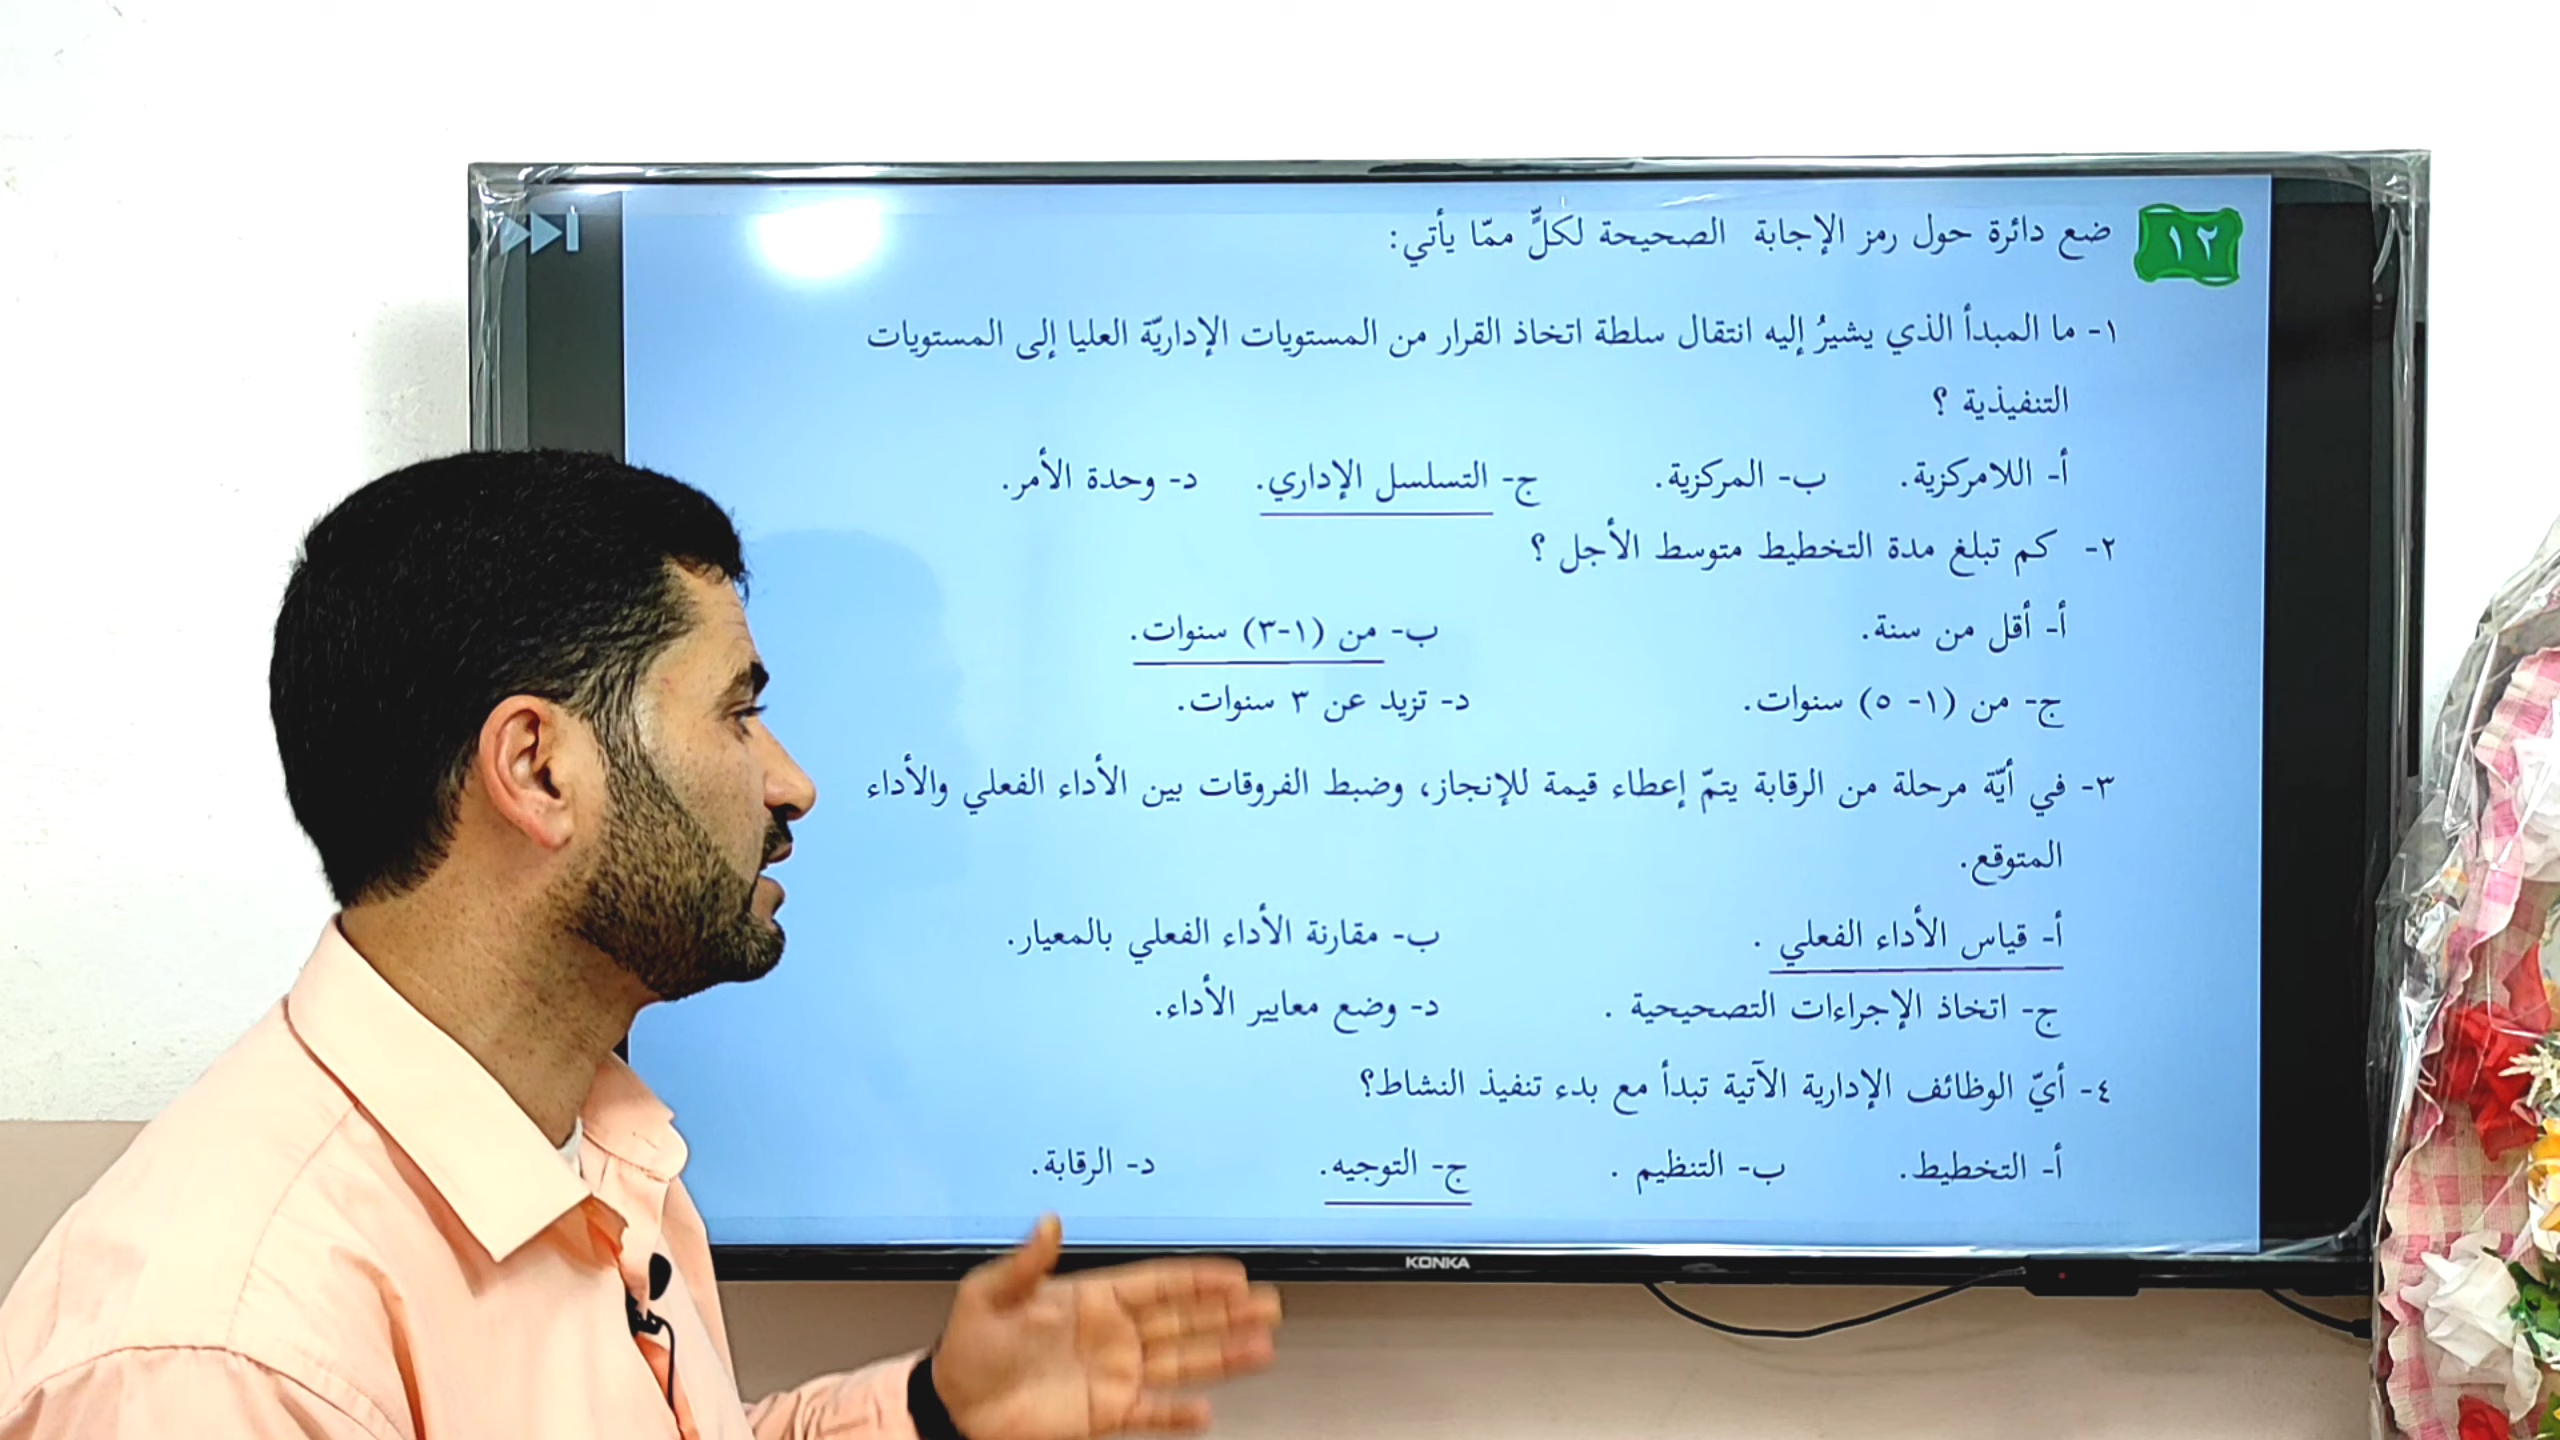 ١٢ ضع دائرة حول رمز الإجابة الصحيحة لكلٍّ ممّا يأتي:
١- ما المبدأ الذي يشيرُ إليه انتقال سلطة اتخاذ القرار من المستويات الإداريّة العليا إلى المستويات
التنفيذية ؟
أ- اللامركزية. ب- المركزية. ج- التسلسل الإداري. د- وحدة الأمر.
٢- كم تبلغ مدة التخطيط متوسط الأجل ؟
أ- أقل من سنة. ب- من (١-٣) سنوات.
ج- من (١- ٥) سنوات. د- تزيد عن ٣ سنوات.
٣- في أيّة مرحلة من الرقابة يتمّ إعطاء قيمة للإنجاز، وضبط الفروقات بين الأداء الفعلي والأداء
المتوقع.
أ- قياس الأداء الفعلي . ب- مقارنة الأداء الفعلي بالمعيار.
ج- اتخاذ الإجراءات التصحيحية . د- وضع معايير الأداء.
٤- أيّ الوظائف الإدارية الآتية تبدأ مع بدء تنفيذ النشاط؟
أ- التخطيط. ب- التنظيم . ج- التوجيه. د- الرقابة.
KONKA